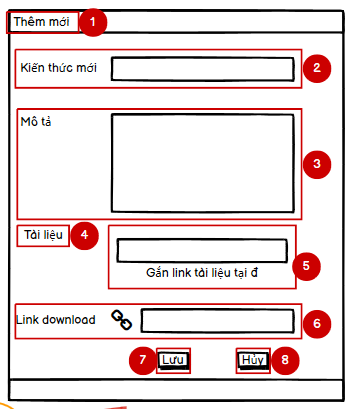 Thêm mới 1
Kiến thức mới 2
Mô tả 3
Tài liệu 4
Gắn link tài liệu tại đ 5
Link download 6
7 Lưu Hủy 8